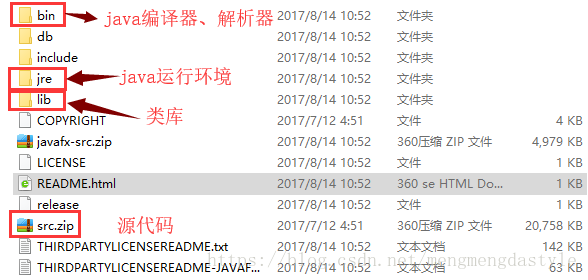 bin java编译器、解析器 2017/8/14 10:52 文件夹
db 2017/8/14 10:52 文件夹
include 2017/8/14 10:52 文件夹
jre java运行环境 2017/8/14 10:52 文件夹
lib 类库 2017/8/14 10:52 文件夹
COPYRIGHT 2017/7/12 4:51 文件 4 KB
javafx-src.zip 2017/8/14 10:52 360压缩 ZIP 文件 4,979 KB
LICENSE 2017/8/14 10:52 文件 1 KB
README.html 2017/8/14 10:52 360 se HTML Do... 1 KB
release 2017/8/14 10:52 文件 1 KB
src.zip 源代码 2017/7/12 4:51 360压缩 ZIP 文件 20,758 KB
THIRDPARTYLICENSEREADME.txt 2017/8/14 10:52 文本文档 142 KB
THIRDPARTYLICENSEREADME-JAVAF... 2017/8/14 10:52 文本文档 63 KB
https://blog.csdn.net/mengmengdastyle